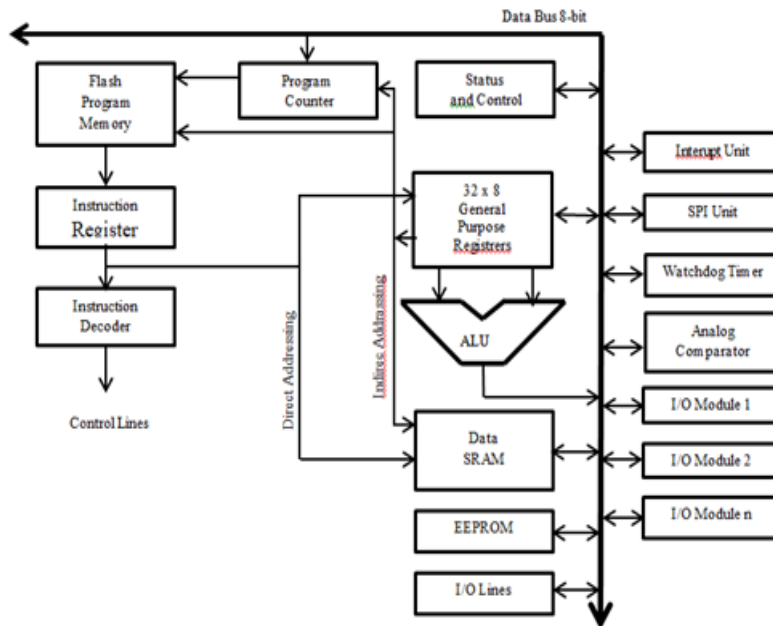 Data Bus 8-bit
Flash
Program
Memory
Program
Counter
Status
and Control
Interupt Unit
Instruction
Register
32 x 8
General
Purpose
Registrers
SPI Unit
Watchdog Timer
Instruction
Decoder
ALU
Analog
Comparator
Direct Addressing
Indirec Addrassing
Control Lines
I/O Module 1
Data
SRAM
I/O Module 2
EEPROM
I/O Module n
I/O Lines